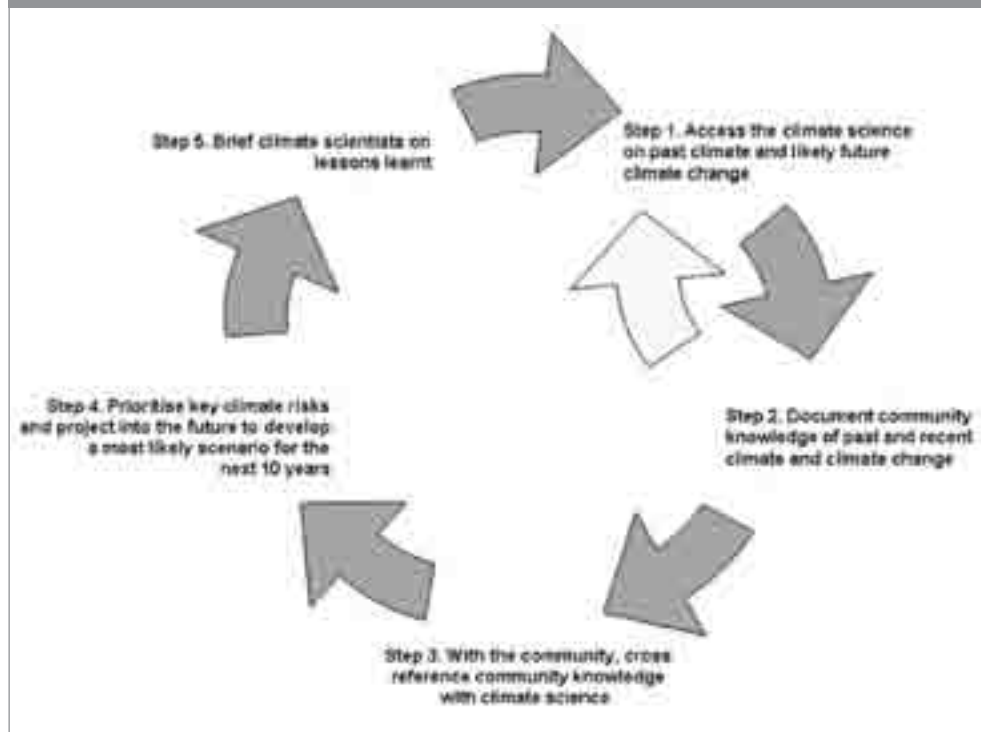 Step 1. Access the climate science
on past climate and likely future
climate change
Step 2. Document community
knowledge of past and recent
climate and climate change
Step 3. With the community, cross
reference community knowledge
with climate science
Step 4. Prioritise key climate risks
and project into the future to develop
a most likely scenario for the
next 10 years
Step 5. Brief climate scientists on
lessons learnt